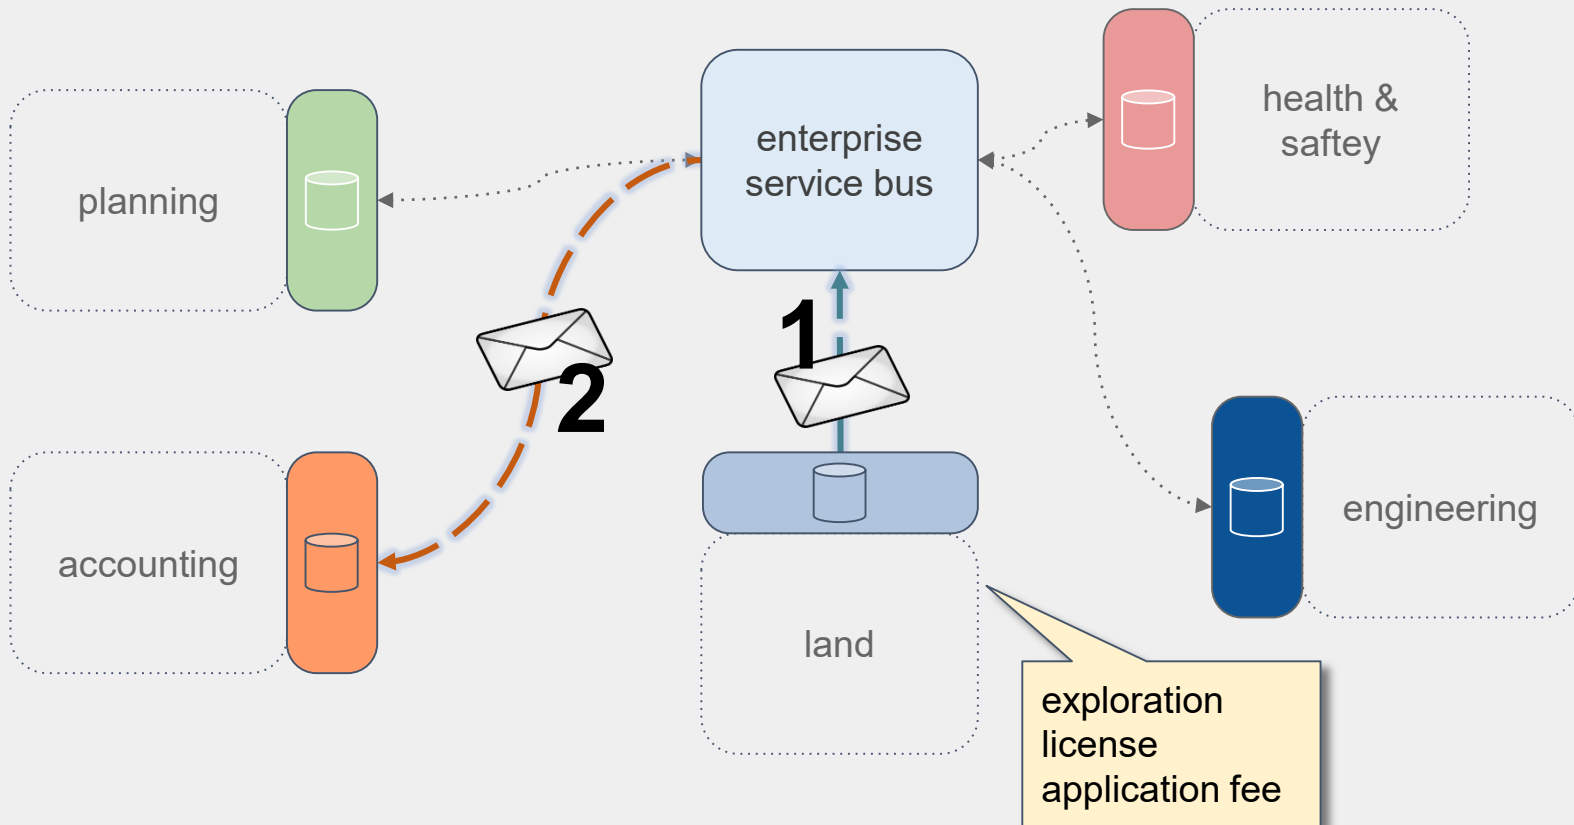 health &
saftey
enterprise
service bus
planning
1
2
engineering
accounting
land
exploration
license
application fee